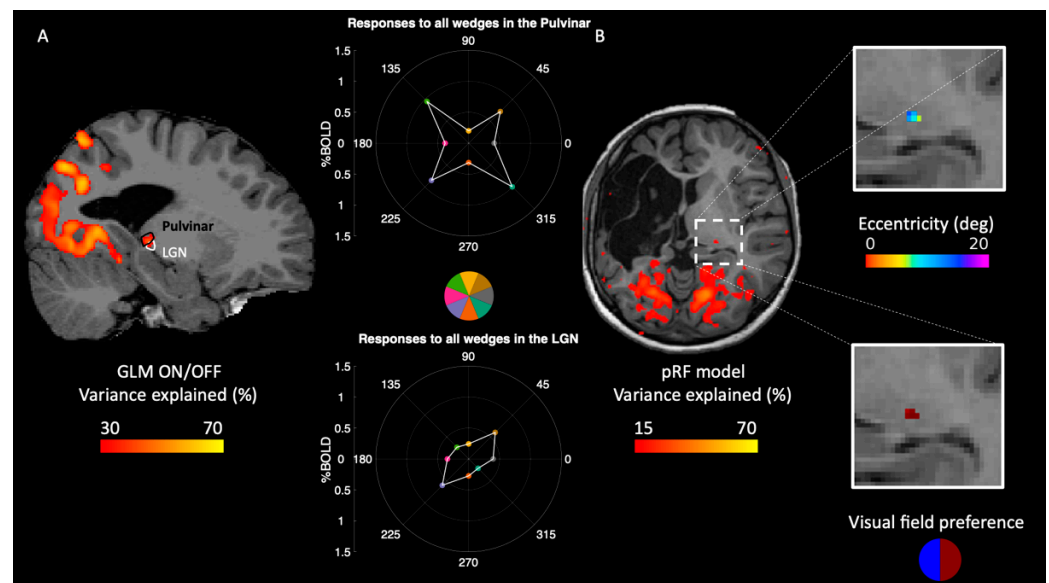 A
Responses to all wedges in the Pulvinar
1.5
1
0.5
0
0.5
1
1.5
%BOLD
90
135
45
180
0
225
315
270
Pulvinar
LGN
GLM ON/OFF
Variance explained (%)
30 70
Responses to all wedges in the LGN
1.5
1
0.5
0
0.5
1
1.5
%BOLD
90
135
45
180
0
225
315
270
B
pRF model
Variance explained (%)
15 70
Eccentricity (deg)
0 20
Visual field preference